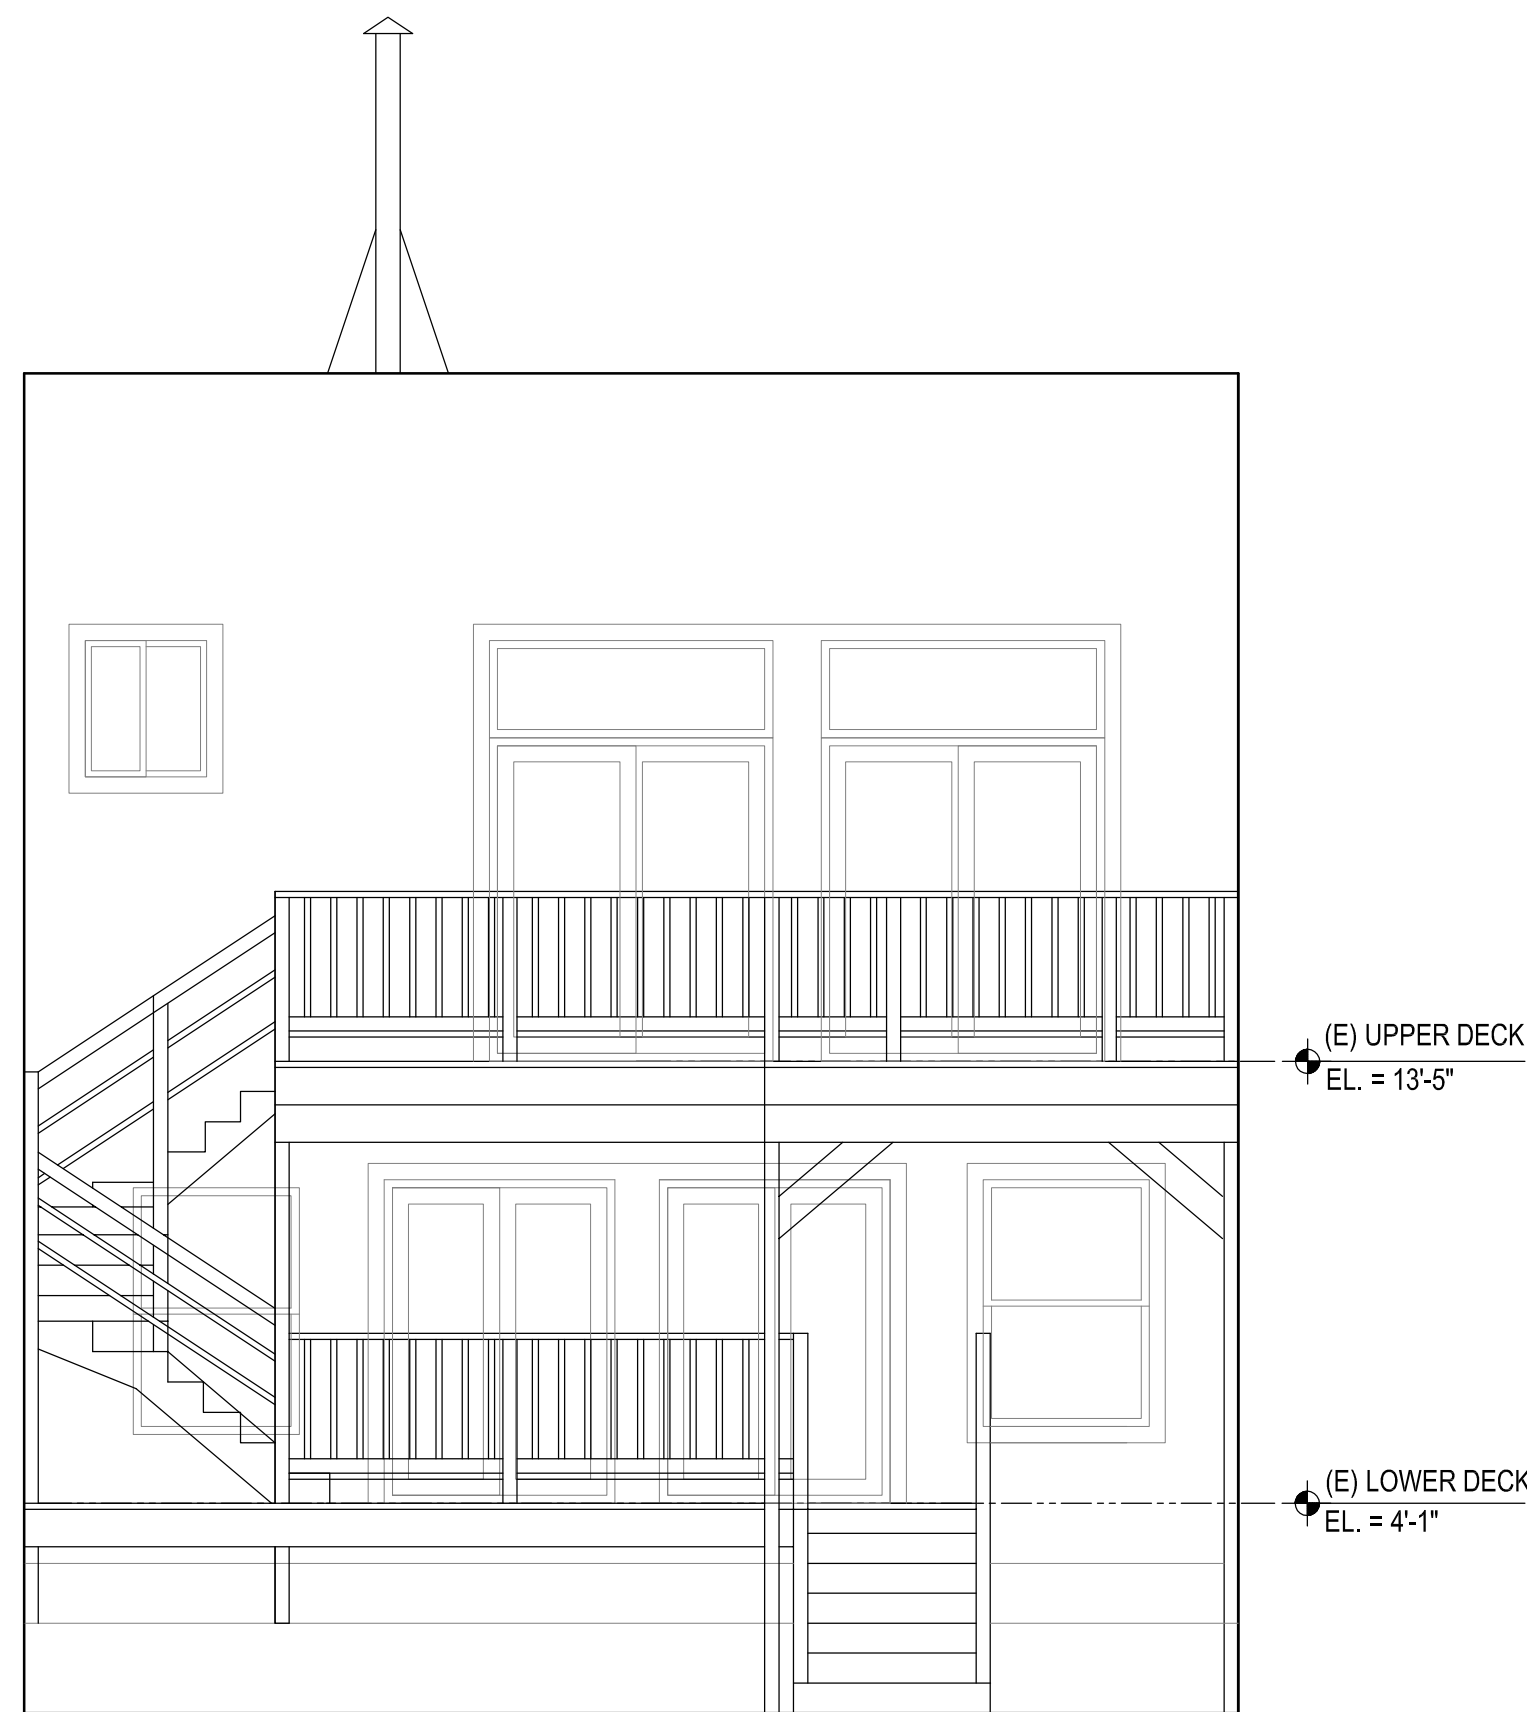 (E) UPPER DECK
EL. = 13'-5"
(E) LOWER DECK
EL. = 4'-1"